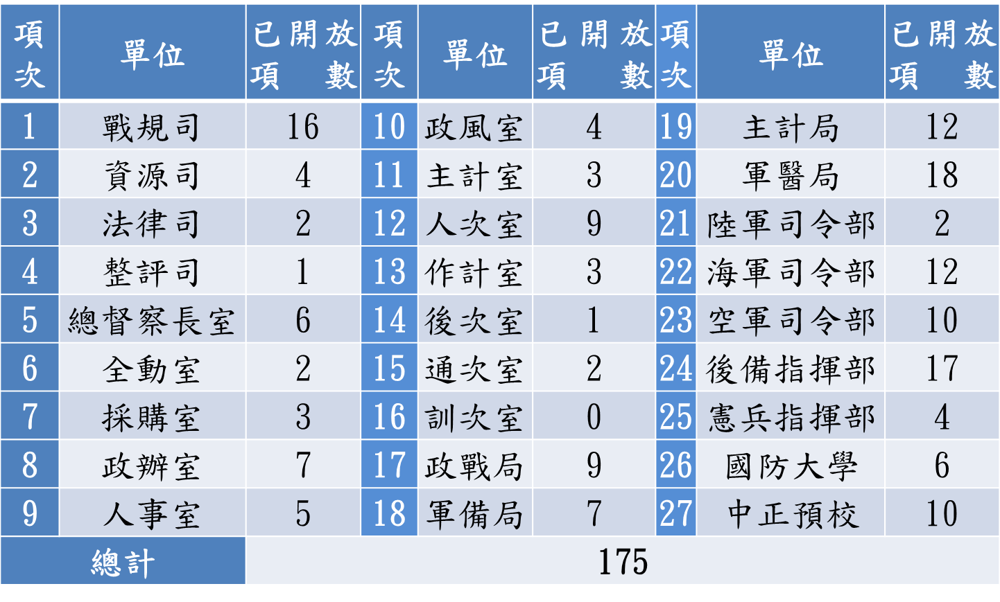 項次 單位 已開放項數 項次 單位 已開放項數 項次 單位 已開放項數
1 戰規司 16 10 政風室 4 19 主計局 12
2 資源司 4 11 主計室 3 20 軍醫局 18
3 法律司 2 12 人次室 9 21 陸軍司令部 2
4 整評司 1 13 作計室 3 22 海軍司令部 12
5 總督察長室 6 14 後次室 1 23 空軍司令部 10
6 全動室 2 15 通次室 2 24 後備指揮部 17
7 採購室 3 16 訓次室 0 25 憲兵指揮部 4
8 政辦室 7 17 政戰局 9 26 國防大學 6
9 人事室 5 18 軍備局 7 27 中正預校 10
總計 175